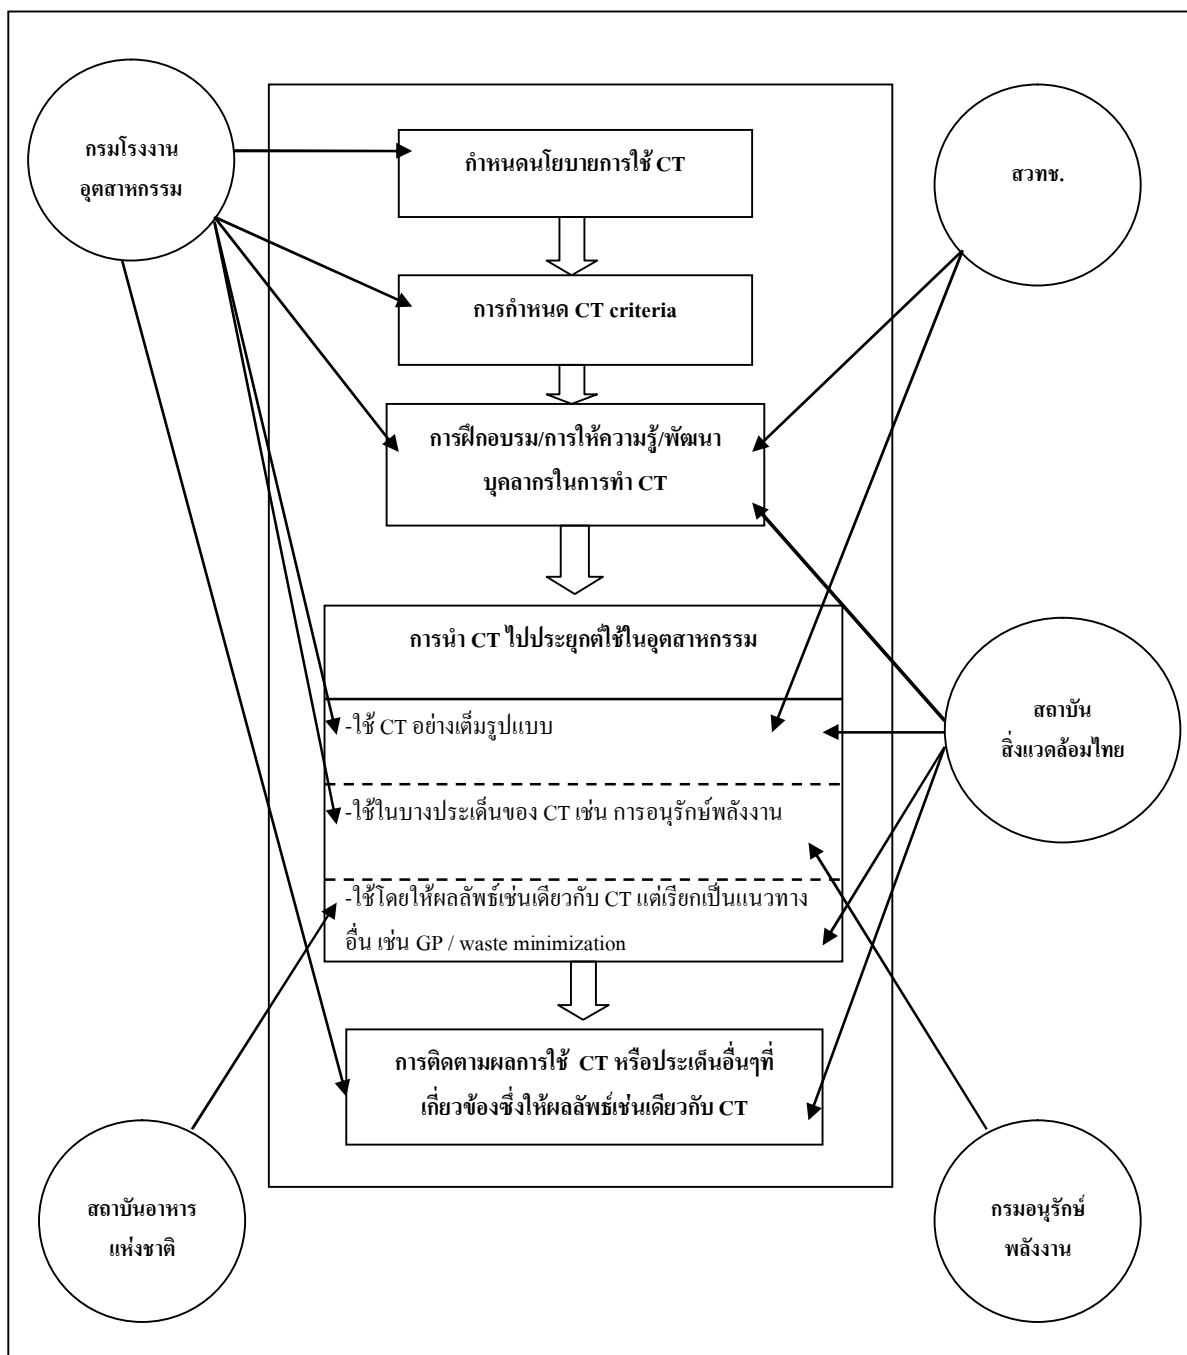 กรมโรงงาน
อุตสาหกรรม
กำหนดนโยบายการใช้ CT
สวทช.
การกำหนด CT criteria
การฝึกอบรม/การให้ความรู้/พัฒนา
บุคลากรในการทำ CT
การนำ CT ไปประยุกต์ใช้ในอุตสาหกรรม
-ใช้ CT อย่างเต็มรูปแบบ
สถาบัน
สิ่งแวดล้อมไทย
-ใช้ในบางประเด็นของ CT เช่น การอนุรักษ์พลังงาน
-ใช้โดยให้ผลลัพธ์เช่นเดียวกับ CT แต่เรียกเป็นแนวทาง
อื่น เช่น GP / waste minimization
การติดตามผลการใช้ CT หรือประเด็นอื่นๆที่
เกี่ยวข้องซึ่งให้ผลลัพธ์เช่นเดียวกับ CT
สถาบันอาหาร
แห่งชาติ
กรมอนุรักษ์
พลังงาน